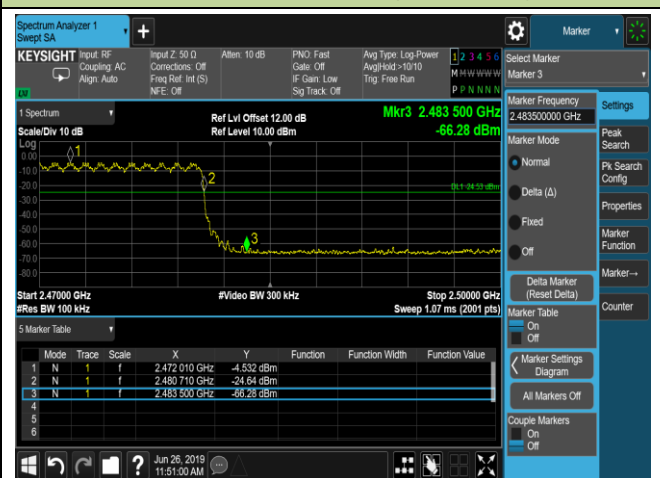 Spectrum Analyzer 1
Swept SA
Marker
KEYSIGHT
Input: RF
Coupling: AC
Align: Auto
Input Z: 50 Ω
Corrections: Off
Freq Ref: Int (S)
NFE: Off
Atten: 10 dB
PNO: Fast
Gate: Off
IF Gain: Low
Sig Track: Off
Avg Type: Log-Power
Avg|Hold:>10/10
Trig: Free Run
1 2 3 4 5 6
M W W W W W
P P N N N N
Select Marker
Marker 3
1 Spectrum
Scale/Div 10 dB
Ref Lvl Offset 12.00 dB
Ref Level 10.00 dBm
Mkr3 2.483 500 GHz
-66.28 dBm
Log
0.00
-10.0
-20.0
-30.0
-40.0
-50.0
-60.0
-70.0
-80.0
1
2
3
DL1 -24.53 dBm
Start 2.47000 GHz
#Res BW 100 kHz
#Video BW 300 kHz
Stop 2.50000 GHz
Sweep 1.07 ms (2001 pts)
5 Marker Table
Mode Trace Scale X Y Function Function Width Function Value
1 N 1 f 2.472 010 GHz -4.532 dBm
2 N 1 f 2.480 710 GHz -24.64 dBm
3 N 1 f 2.483 500 GHz -66.28 dBm
4
5
6
Jun 26, 2019
11:51:00 AM
Marker Frequency
2.483500000 GHz
Marker Mode
Normal
Delta (Δ)
Fixed
Off
Delta Marker
(Reset Delta)
Marker Table
On
Off
Marker Settings
Diagram
All Markers Off
Couple Markers
On
Off
Settings
Peak
Search
Pk Search
Config
Properties
Marker
Function
Marker→
Counter